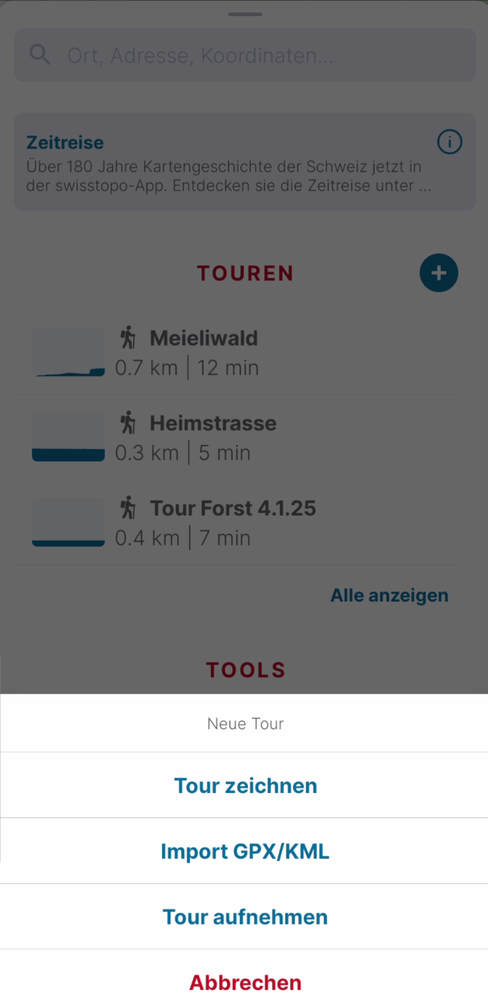 Ort, Adresse, Koordinaten...
Zeitreise
Über 180 Jahre Kartengeschichte der Schweiz jetzt in
der swisstopo-App. Entdecken sie die Zeitreise unter ...
TOUREN
Meieliwald
0.7 km | 12 min
Heimstrasse
0.3 km | 5 min
Tour Forst 4.1.25
0.4 km | 7 min
Alle anzeigen
TOOLS
Neue Tour
Tour zeichnen
Import GPX/KML
Tour aufnehmen
Abbrechen